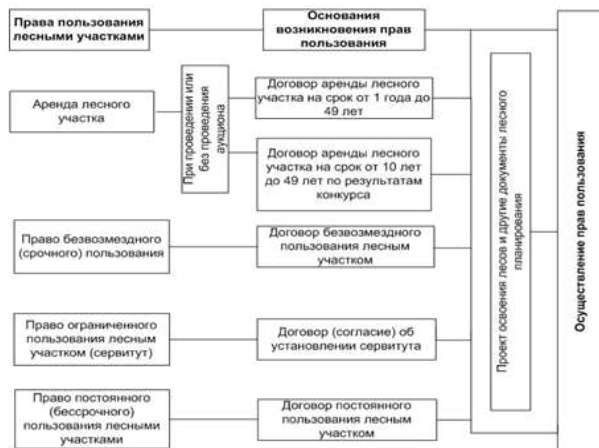 Права пользования
лесными участками
Основания
возникновения прав
пользования
Аренда лесного
участка
При проведении или
без проведения
аукциона
Договор аренды лесного
участка на срок от 1 года до
49 лет
Договор аренды лесного
участка на срок от 10 лет
до 49 лет по результатам
конкурса
Право безвозмездного
(срочного) пользования
Договор безвозмездного
пользования лесным
участком
Право ограниченного
пользования лесным
участком (сервитут)
Договор (согласие) об
установлении сервитута
Право постоянного
(бессрочного)
пользования лесными
участками
Договор постоянного
пользования лесным
участком
Проект освоения лесов и другие документы лесного
планирования
Осуществление прав пользования